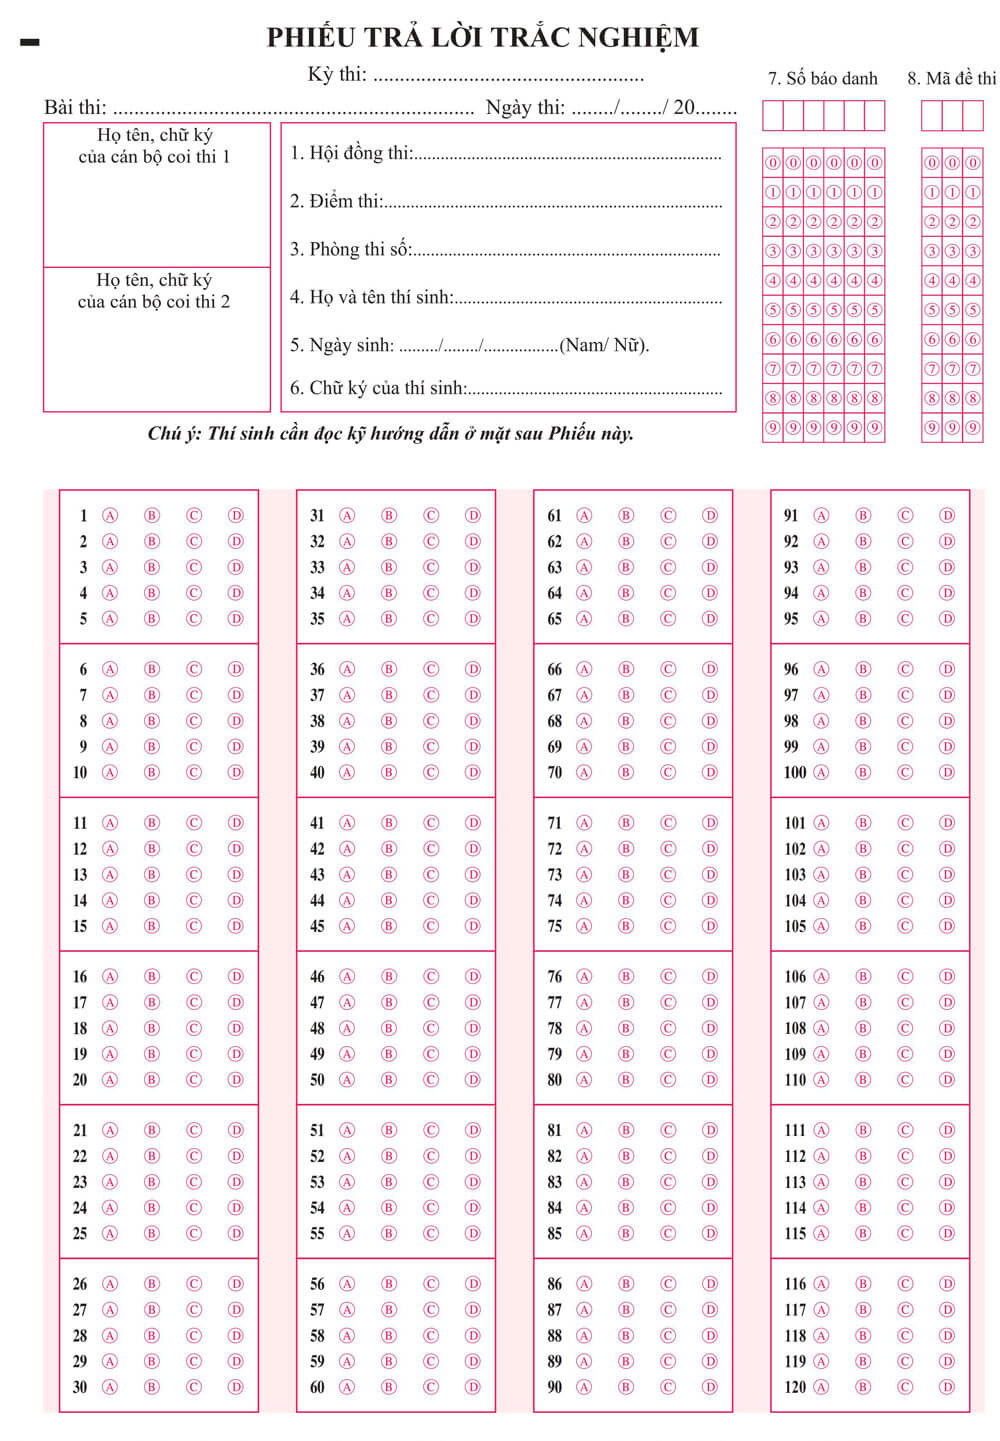 PHIẾU TRẢ LỜI TRẮC NGHIỆM
Kỳ thi: ...................................................
Bài thi: .................................................................... Ngày thi: ......../......../ 20........
7. Số báo danh
8. Mã đề thi
Họ tên, chữ ký
của cán bộ coi thi 1
Họ tên, chữ ký
của cán bộ coi thi 2
1. Hội đồng thi:.................................................................
2. Điểm thi:.......................................................................
3. Phòng thi số:.................................................................
4. Họ và tên thí sinh:........................................................
5. Ngày sinh: ......../......../................(Nam/ Nữ).
6. Chữ ký của thí sinh:.....................................................
0 0 0 0 0 0 0 0 0
1 1 1 1 1 1 1 1 1
2 2 2 2 2 2 2 2 2
3 3 3 3 3 3 3 3 3
4 4 4 4 4 4 4 4 4
5 5 5 5 5 5 5 5 5
6 6 6 6 6 6 6 6 6
7 7 7 7 7 7 7 7 7
8 8 8 8 8 8 8 8 8
9 9 9 9 9 9 9 9 9
Chú ý: Thí sinh cần đọc kỹ hướng dẫn ở mặt sau Phiếu này.
1 A B C D 31 A B C D 61 A B C D 91 A B C D
2 A B C D 32 A B C D 62 A B C D 92 A B C D
3 A B C D 33 A B C D 63 A B C D 93 A B C D
4 A B C D 34 A B C D 64 A B C D 94 A B C D
5 A B C D 35 A B C D 65 A B C D 95 A B C D
6 A B C D 36 A B C D 66 A B C D 96 A B C D
7 A B C D 37 A B C D 67 A B C D 97 A B C D
8 A B C D 38 A B C D 68 A B C D 98 A B C D
9 A B C D 39 A B C D 69 A B C D 99 A B C D
10 A B C D 40 A B C D 70 A B C D 100 A B C D
11 A B C D 41 A B C D 71 A B C D 101 A B C D
12 A B C D 42 A B C D 72 A B C D 102 A B C D
13 A B C D 43 A B C D 73 A B C D 103 A B C D
14 A B C D 44 A B C D 74 A B C D 104 A B C D
15 A B C D 45 A B C D 75 A B C D 105 A B C D
16 A B C D 46 A B C D 76 A B C D 106 A B C D
17 A B C D 47 A B C D 77 A B C D 107 A B C D
18 A B C D 48 A B C D 78 A B C D 108 A B C D
19 A B C D 49 A B C D 79 A B C D 109 A B C D
20 A B C D 50 A B C D 80 A B C D 110 A B C D
21 A B C D 51 A B C D 81 A B C D 111 A B C D
22 A B C D 52 A B C D 82 A B C D 112 A B C D
23 A B C D 53 A B C D 83 A B C D 113 A B C D
24 A B C D 54 A B C D 84 A B C D 114 A B C D
25 A B C D 55 A B C D 85 A B C D 115 A B C D
26 A B C D 56 A B C D 86 A B C D 116 A B C D
27 A B C D 57 A B C D 87 A B C D 117 A B C D
28 A B C D 58 A B C D 88 A B C D 118 A B C D
29 A B C D 59 A B C D 89 A B C D 119 A B C D
30 A B C D 60 A B C D 90 A B C D 120 A B C D